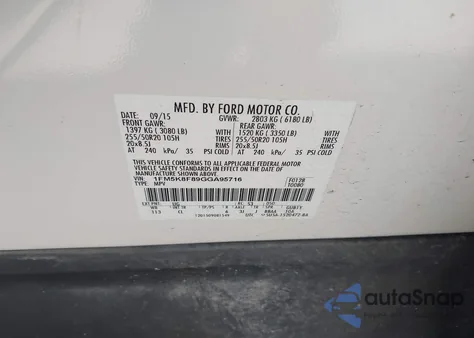 MFD. BY FORD MOTOR CO.
DATE: 09/15 GVWR: 2803 KG ( 6180 LB)
FRONT GAWR: REAR GAWR:
1397 KG ( 3080 LB) 1520 KG ( 3350 LB)
255/50R20 105H TIRES 255/50R20 105H
20x8.5J RIMS 20x8.5J
AT 240 kPa/ 35 PSI COLD RIMS AT 240 kPa/ 35 PSI COLD
THIS VEHICLE CONFORMS TO ALL APPLICABLE FEDERAL MOTOR
VEHICLE SAFETY STANDARDS IN EFFECT ON THE DATE OF
MANUFACTURE SHOWN ABOVE.
VIN: 1FM5K8F89GGA95716
TYPE: MPV
autoSnap